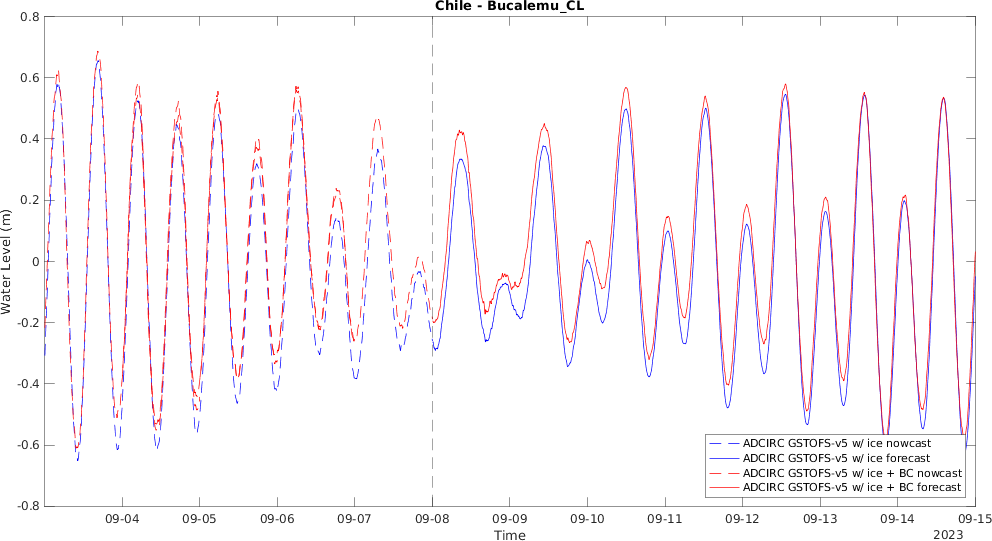 Chile - Bucalemu_CL
Water Level (m)
0.8
0.6
0.4
0.2
0
-0.2
-0.4
-0.6
-0.8
ADCIRC GSTOFS-v5 w/ ice nowcast
ADCIRC GSTOFS-v5 w/ ice forecast
ADCIRC GSTOFS-v5 w/ ice + BC nowcast
ADCIRC GSTOFS-v5 w/ ice + BC forecast
09-04 09-05 09-06 09-07 09-08 09-09 09-10 09-11 09-12 09-13 09-14 09-15
Time
2023